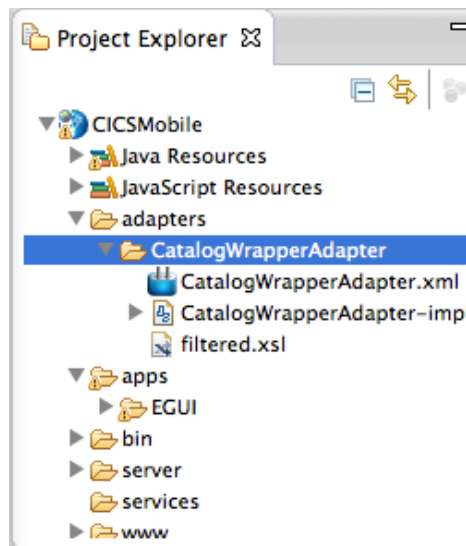 Project Explorer
CICSMobile
Java Resources
JavaScript Resources
adapters
CatalogWrapperAdapter
CatalogWrapperAdapter.xml
CatalogWrapperAdapter-imp
filtered.xsl
apps
EGUI
bin
server
services
www